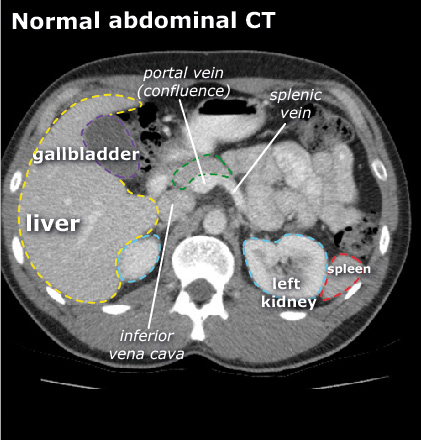 Normal abdominal CT
portal vein
(confluence)
splenic
vein
gallbladder
liver
spleen
left
kidney
inferior
vena cava